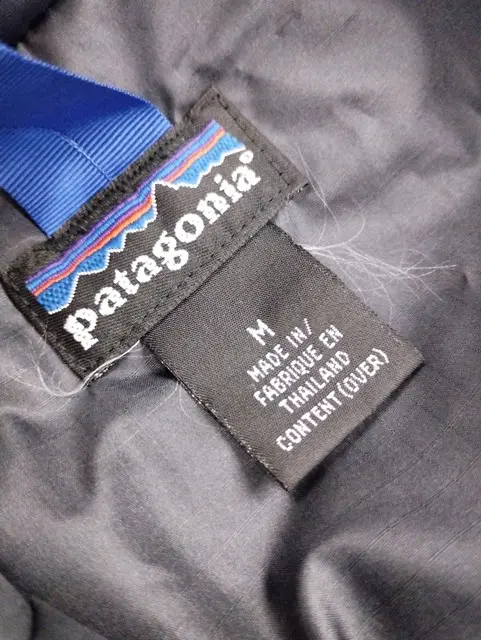 patagonia®
M
MADE IN/
FABRIQUE EN
THAILAND
CONTENT (OVER)